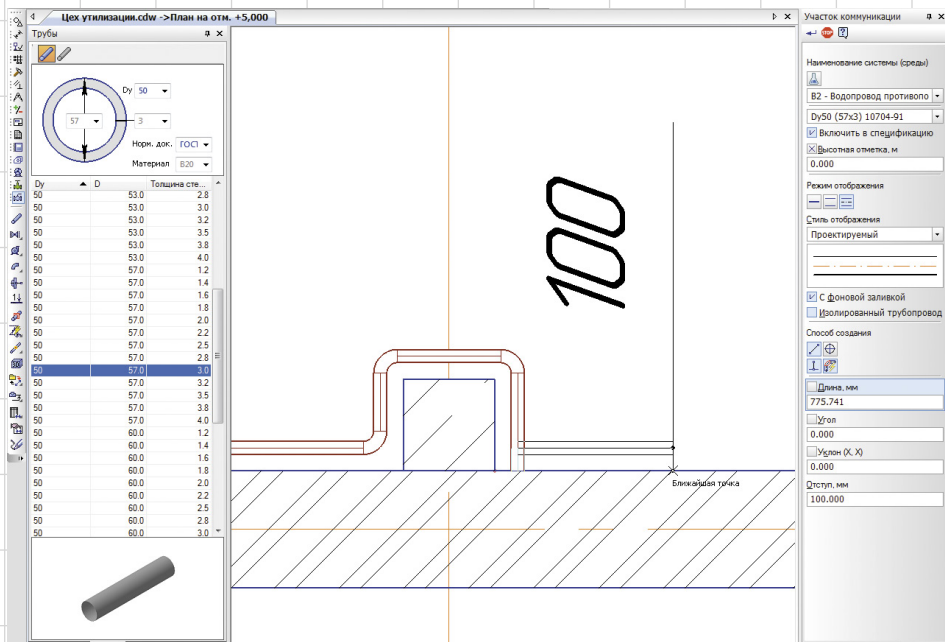 Цех утилизации.cdw ->План на отм. +5,000
Трубы
Dy 50
57
3
Норм. док. ГОСТ
Материал B20
Dy D Толщина сте...
50 53.0 2.8
50 53.0 3.0
50 53.0 3.2
50 53.0 3.5
50 53.0 3.8
50 53.0 4.0
50 57.0 1.2
50 57.0 1.4
50 57.0 1.6
50 57.0 1.8
50 57.0 2.0
50 57.0 2.2
50 57.0 2.5
50 57.0 2.8
50 57.0 3.0
50 57.0 3.2
50 57.0 3.5
50 57.0 3.8
50 57.0 4.0
50 60.0 1.2
50 60.0 1.4
50 60.0 1.6
50 60.0 1.8
50 60.0 2.0
50 60.0 2.2
50 60.0 2.5
50 60.0 2.8
50 60.0 3.0
100
Ближайшая точка
Участок коммуникации
STOP
Наименование системы (среды)
B2 - Водопровод противопо
Dy50 (57x3) 10704-91
Включить в спецификацию
Высотная отметка, м
0.000
Режим отображения
Стиль отображения
Проектируемый
С фоновой заливкой
Изолированный трубопровод
Способ создания
Длина, мм
775.741
Угол
0.000
Уклон (X, X)
0.000
Отступ, мм
100.000